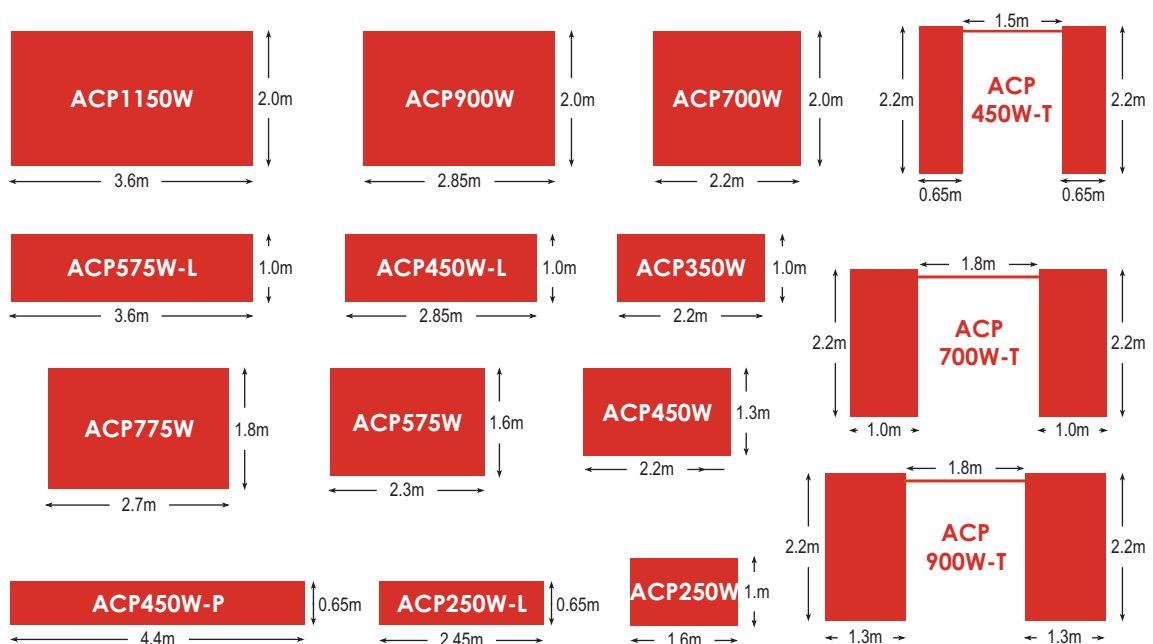 ACP1150W
2.0m
3.6m
ACP900W
2.0m
2.85m
ACP700W
2.0m
2.2m
1.5m
2.2m
ACP
450W-T
2.2m
0.65m
0.65m
ACP575W-L
1.0m
3.6m
ACP450W-L
1.0m
2.85m
ACP350W
1.0m
2.2m
1.8m
2.2m
ACP
700W-T
2.2m
1.0m
1.0m
ACP775W
1.8m
2.7m
ACP575W
1.6m
2.3m
ACP450W
1.3m
2.2m
1.8m
2.2m
ACP
900W-T
2.2m
1.3m
1.3m
ACP450W-P
0.65m
4.4m
ACP250W-L
0.65m
2.45m
ACP250W
1.m
1.6m